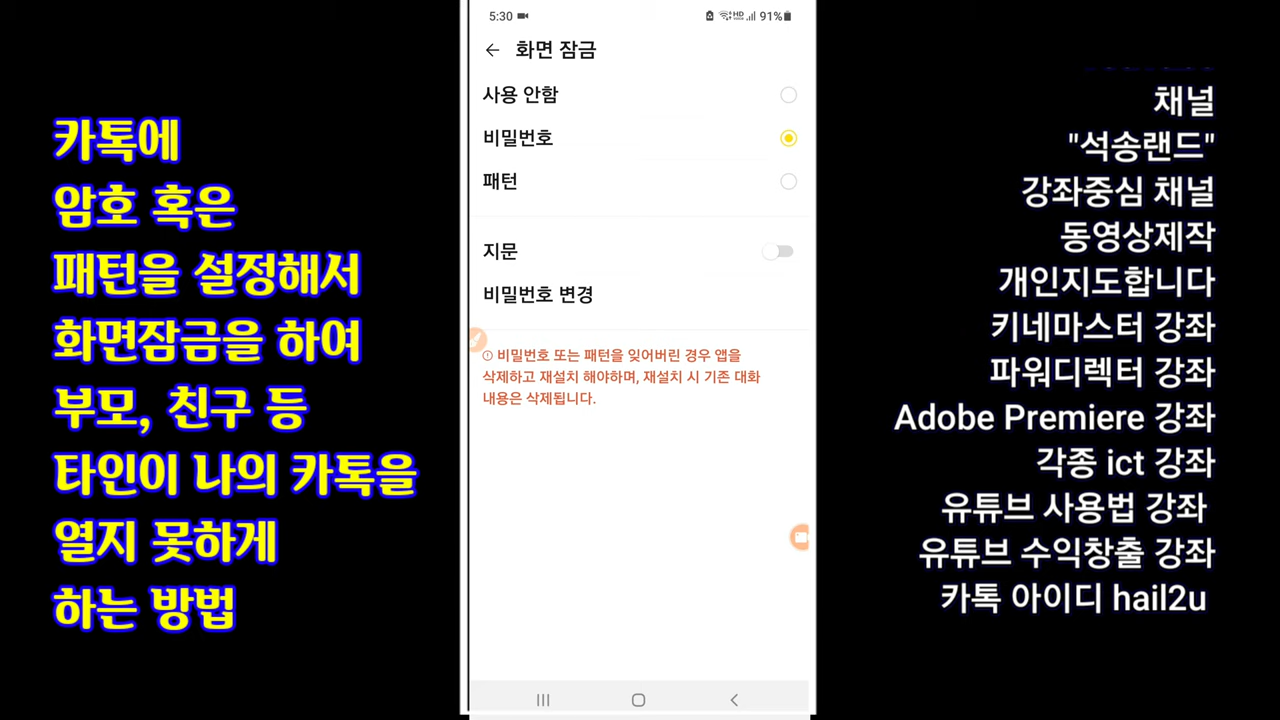 카톡에
암호 혹은
패턴을 설정해서
화면잠금을 하여
부모, 친구 등
타인이 나의 카톡을
열지 못하게
하는 방법
5:30
HD 91%
화면 잠금
사용 안함
비밀번호
패턴
지문
비밀번호 변경
비밀번호 또는 패턴을 잊어버린 경우 앱을
삭제하고 재설치 해야하며, 재설치 시 기존 대화
내용은 삭제됩니다.
채널
"석송랜드"
강좌중심 채널
동영상제작
개인지도합니다
키네마스터 강좌
파워디렉터 강좌
Adobe Premiere 강좌
각종 ict 강좌
유튜브 사용법 강좌
유튜브 수익창출 강좌
카톡 아이디 hail2u